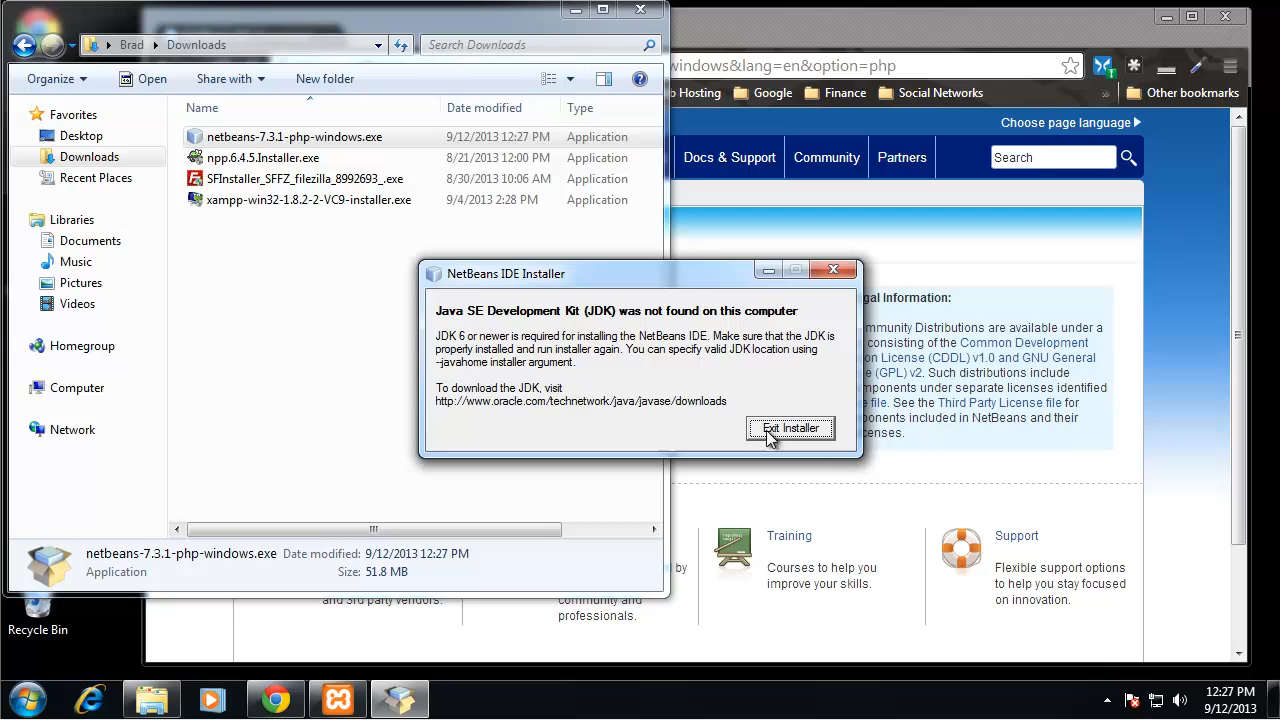 Brad
Downloads
Search Downloads
Organize
Open
Share with
New folder
Name
Date modified
Type
Favorites
Desktop
Downloads
Recent Places
Libraries
Documents
Music
Pictures
Videos
Homegroup
Computer
Network
netbeans-7.3.1-php-windows.exe 9/12/2013 12:27 PM Application
npp.6.4.5.Installer.exe 8/21/2013 12:00 PM Application
SFInstaller_SFFZ_filezilla_8992693_.exe 8/30/2013 10:06 AM Application
xampp-win32-1.8.2-2-VC9-installer.exe 9/4/2013 2:28 PM Application
netbeans-7.3.1-php-windows.exe Date modified: 9/12/2013 12:27 PM
Application Size: 51.8 MB
NetBeans IDE Installer
Java SE Development Kit (JDK) was not found on this computer
JDK 6 or newer is required for installing the NetBeans IDE. Make sure that the JDK is
properly installed and run installer again. You can specify valid JDK location using
--javahome installer argument.
To download the JDK, visit
http://www.oracle.com/technetwork/java/javase/downloads
Exit Installer
windows&lang=en&option=php
Hosting
Google
Finance
Social Networks
»
Other bookmarks
Choose page language
Docs & Support
Community
Partners
Search
gal Information:
mmunity Distributions are available under a
consisting of the Common Development
on License (CDDL) v1.0 and GNU General
(GPL) v2. Such distributions include
mponents under separate licenses identified
file. See the Third Party License file for
ponents included in NetBeans and their
censes.
Training
Courses to help you
improve your skills.
Support
Flexible support options
to help you stay focused
on innovation.
by
and 3rd party vendors.
community and
professionals.
Recycle Bin
12:27 PM
9/12/2013